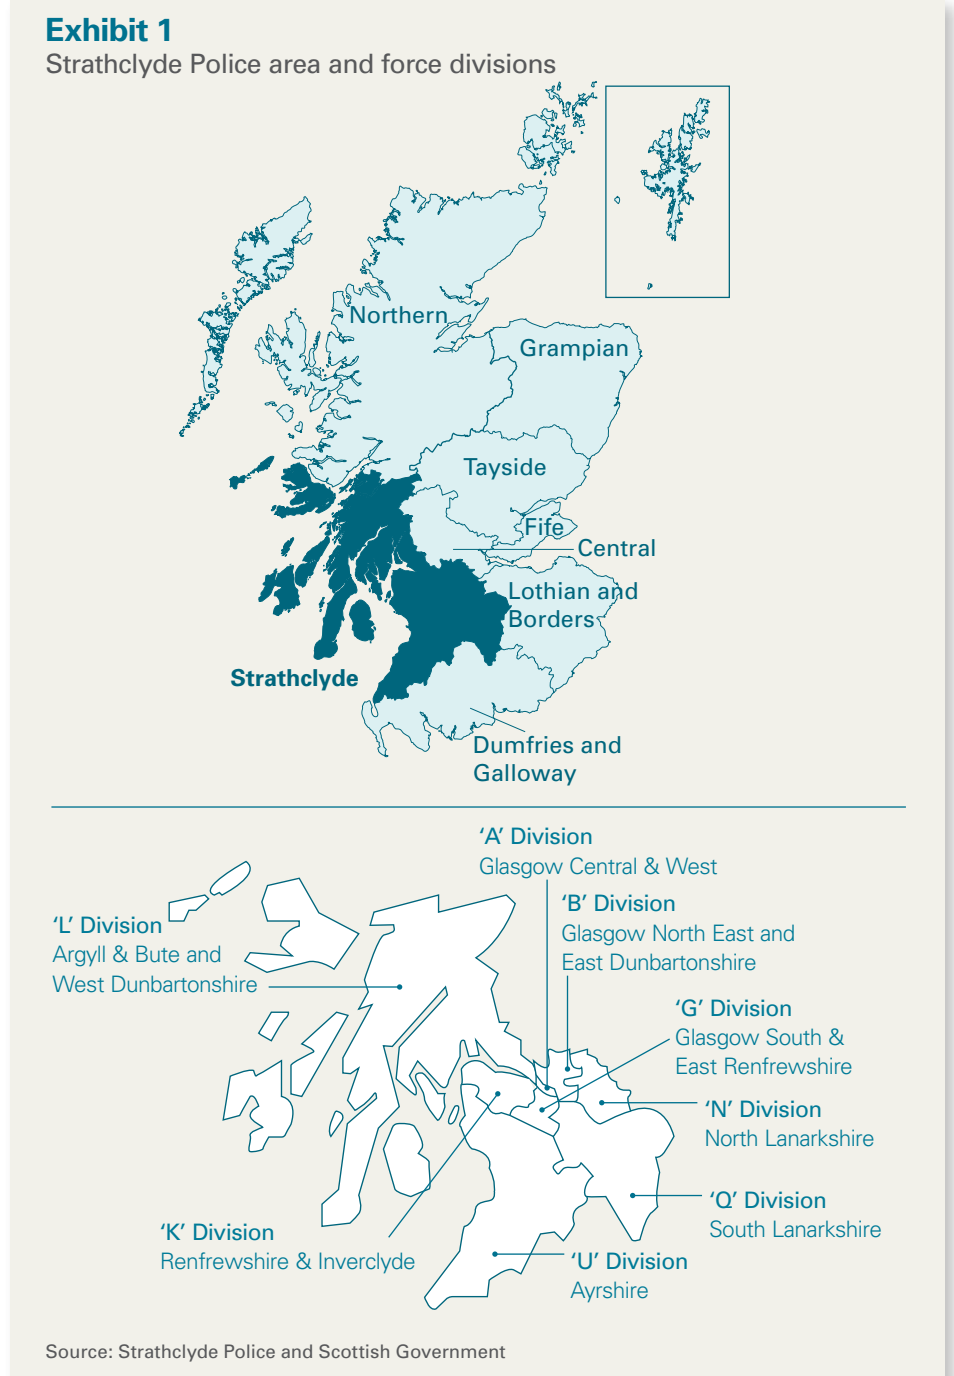 Exhibit 1
Strathclyde Police area and force divisions
Northern
Grampian
Tayside
Fife
Central
Lothian and
Borders
Strathclyde
Dumfries and
Galloway
‘A’ Division
Glasgow Central & West
‘B’ Division
Glasgow North East and
East Dunbartonshire
‘L’ Division
Argyll & Bute and
West Dunbartonshire
‘G’ Division
Glasgow South &
East Renfrewshire
‘N’ Division
North Lanarkshire
‘Q’ Division
South Lanarkshire
‘K’ Division
Renfrewshire & Inverclyde
‘U’ Division
Ayrshire
Source: Strathclyde Police and Scottish Government